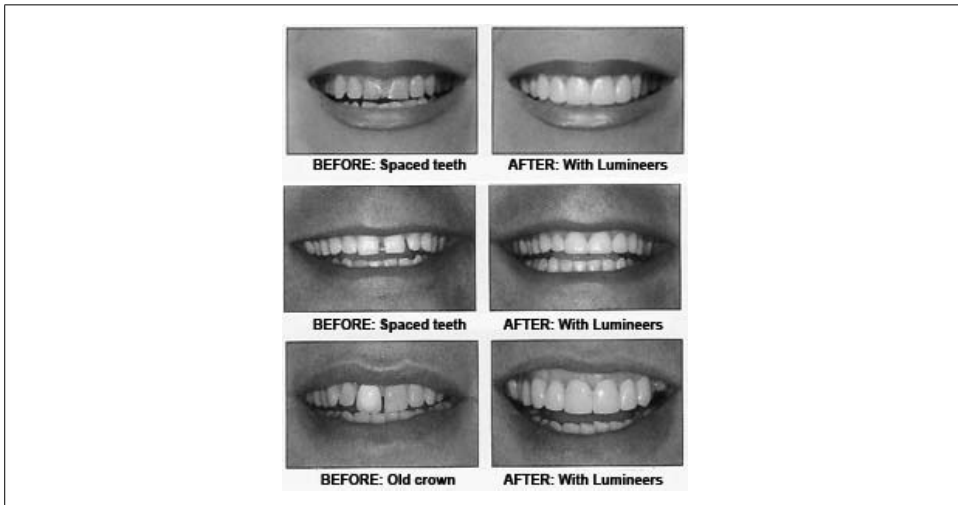 BEFORE: Spaced teeth
AFTER: With Lumineers
BEFORE: Spaced teeth
AFTER: With Lumineers
BEFORE: Old crown
AFTER: With Lumineers